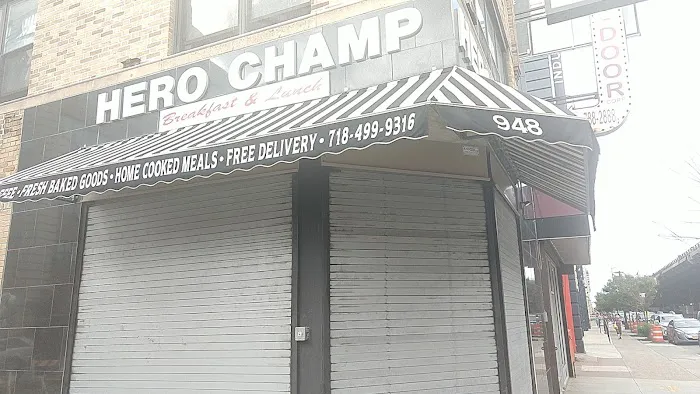 HERO CHAMP
Breakfast & Lunch
FRESH BAKED GOODS • HOME COOKED MEALS • FREE DELIVERY • 718-499-9316
948
DOOR